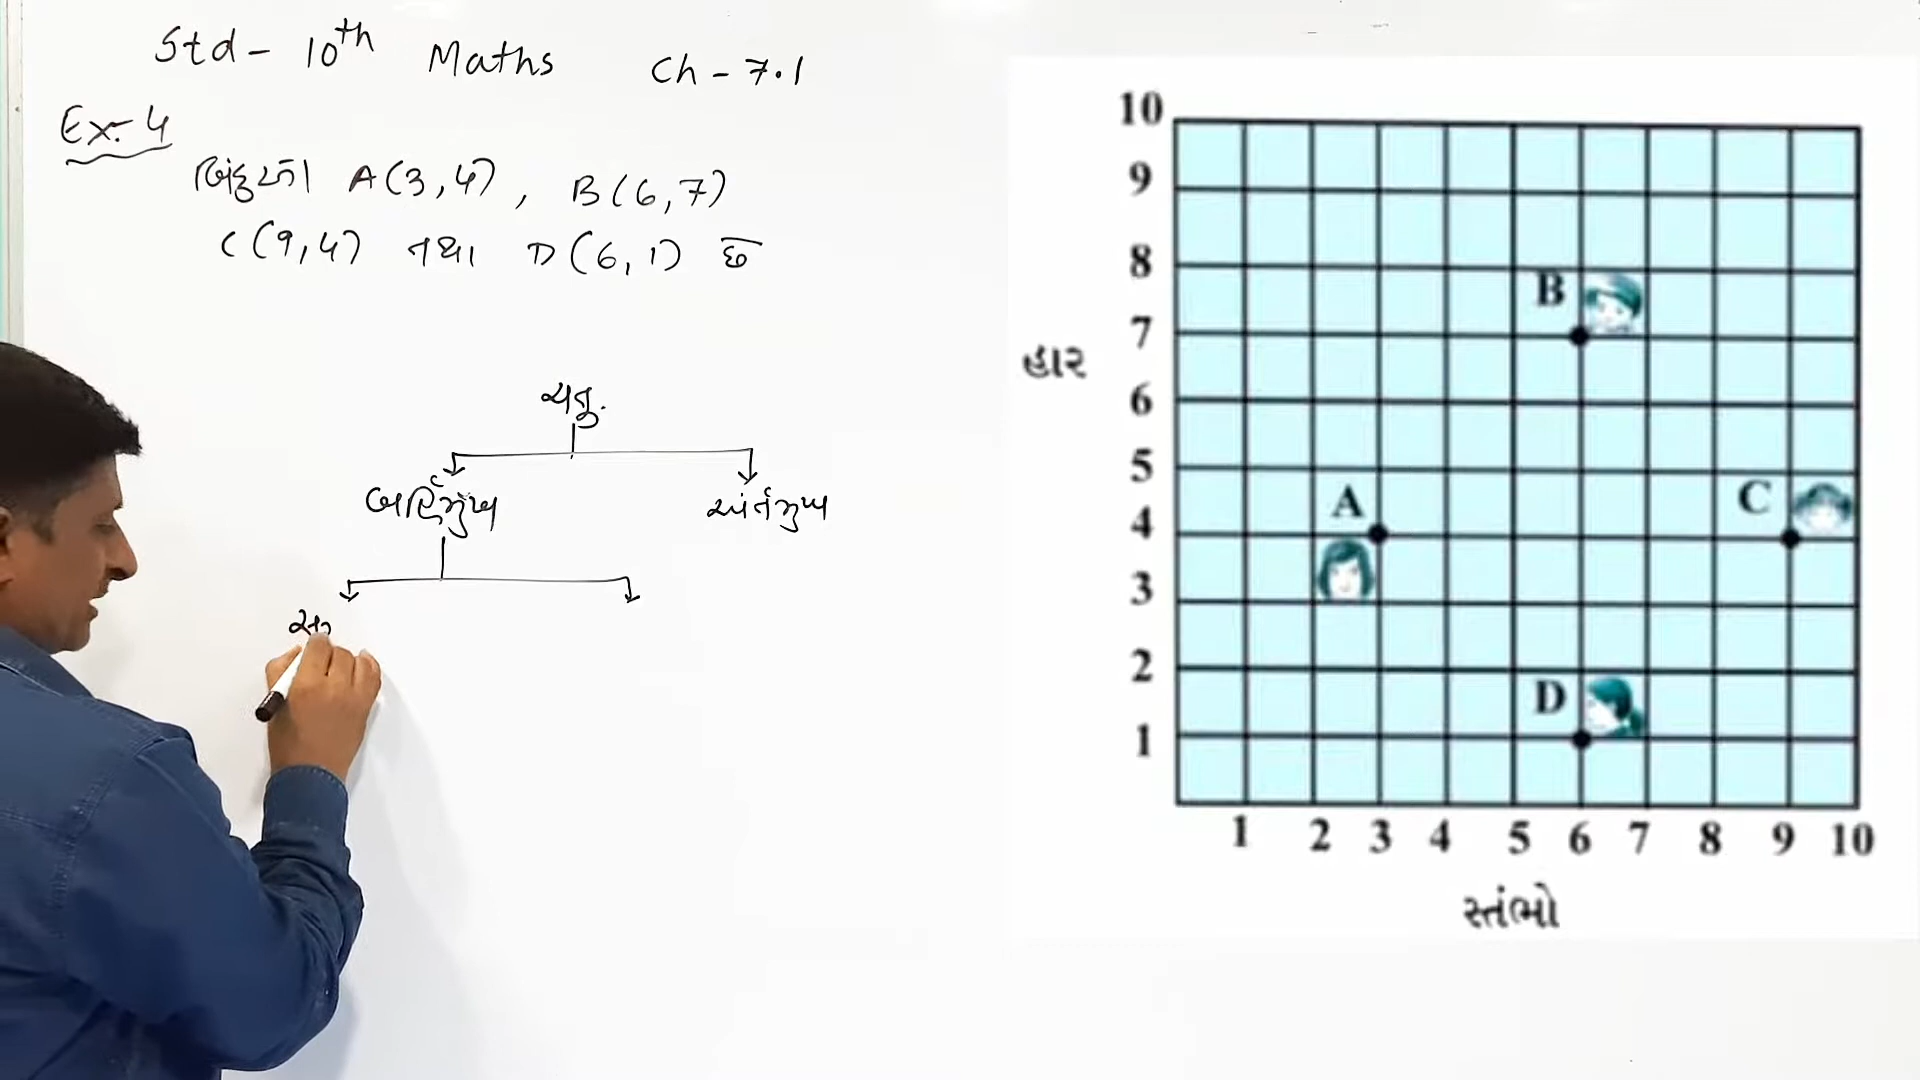 Std - 10th Maths Ch - 7.1
Ex:- 4
બિંદુઓ A(3,4), B(6,7)
C(9,4) તથા D(6,1) છે
ચતુ.
બર્હિમુખ અંર્તમુખ
10
9
8
7
6
5
4
3
2
1
હાર
B
A
C
D
1 2 3 4 5 6 7 8 9 10
સ્તંભો